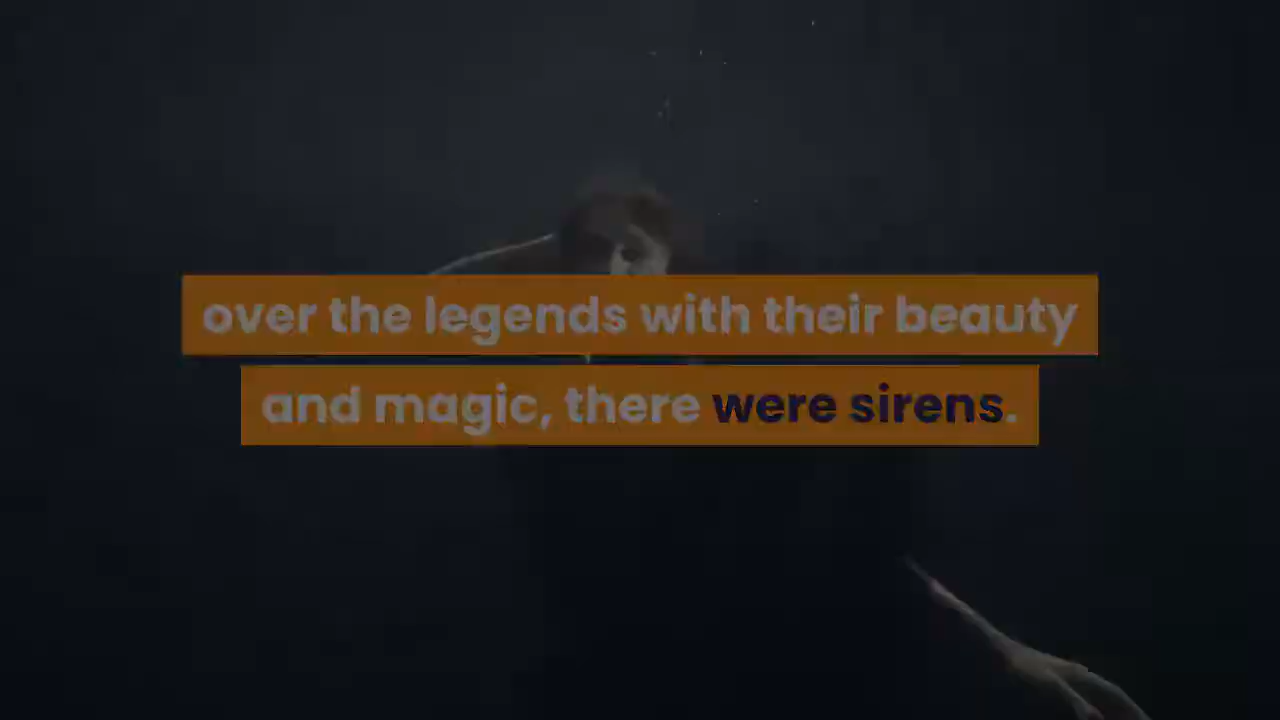 over the legends with their beauty
and magic, there were sirens.